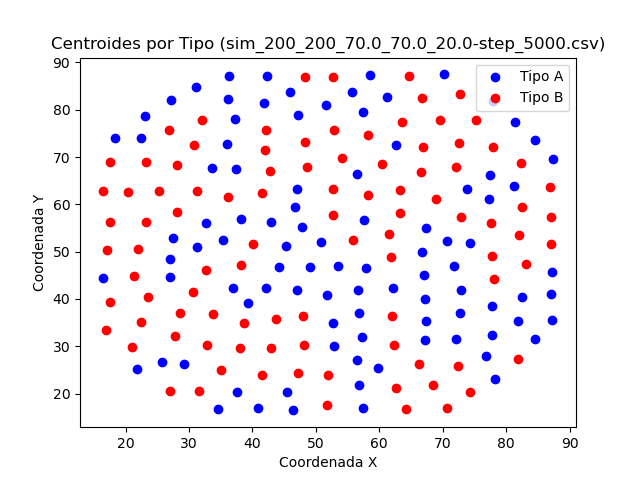 Centroides por Tipo (sim_200_200_70.0_70.0_20.0-step_5000.csv)
Tipo A
Tipo B
90
80
70
60
50
40
30
20
Coordenada Y
20 30 40 50 60 70 80 90
Coordenada X